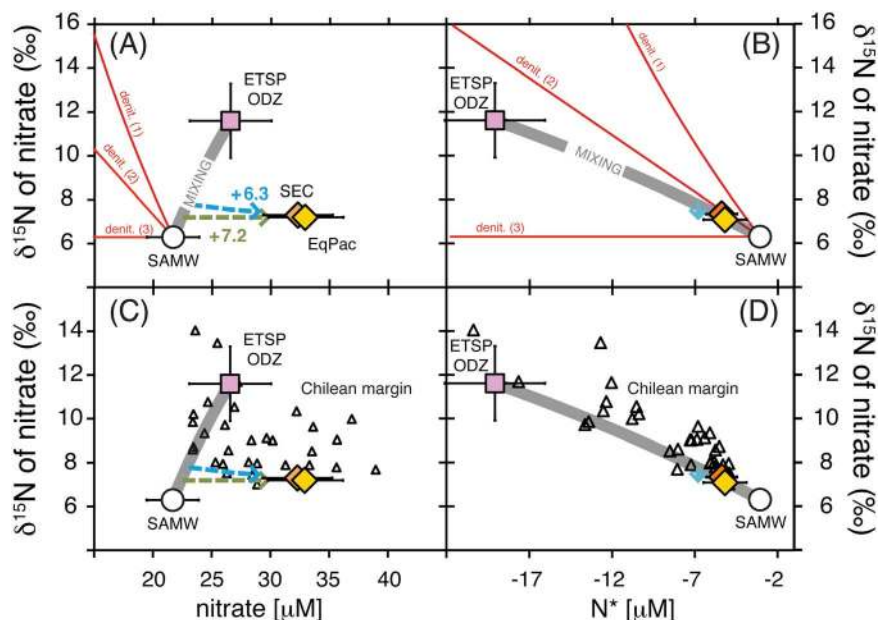 δ¹⁵N of nitrate (‰)
16
14
12
10
8
6
(A)
denit. (1)
denit. (2)
denit. (3)
ETSP
ODZ
MIXING
+6.3
SEC
+7.2
EqPac
SAMW
(B)
denit. (1)
denit. (2)
denit. (3)
ETSP
ODZ
MIXING
SAMW
16
14
12
10
8
6
δ¹⁵N of nitrate (‰)
δ¹⁵N of nitrate (‰)
14
12
10
8
6
(C)
ETSP
ODZ
Chilean margin
SAMW
20 25 30 35 40
nitrate [μM]
(D)
ETSP
ODZ
Chilean margin
SAMW
-17 -12 -7 -2
N* [μM]
14
12
10
8
6
δ¹⁵N of nitrate (‰)